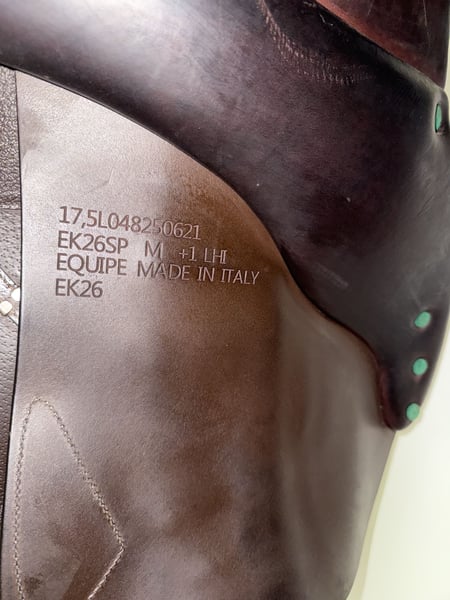 17,5L048250621
EK26SP M +1 LHI
EQUIPE MADE IN ITALY
EK26